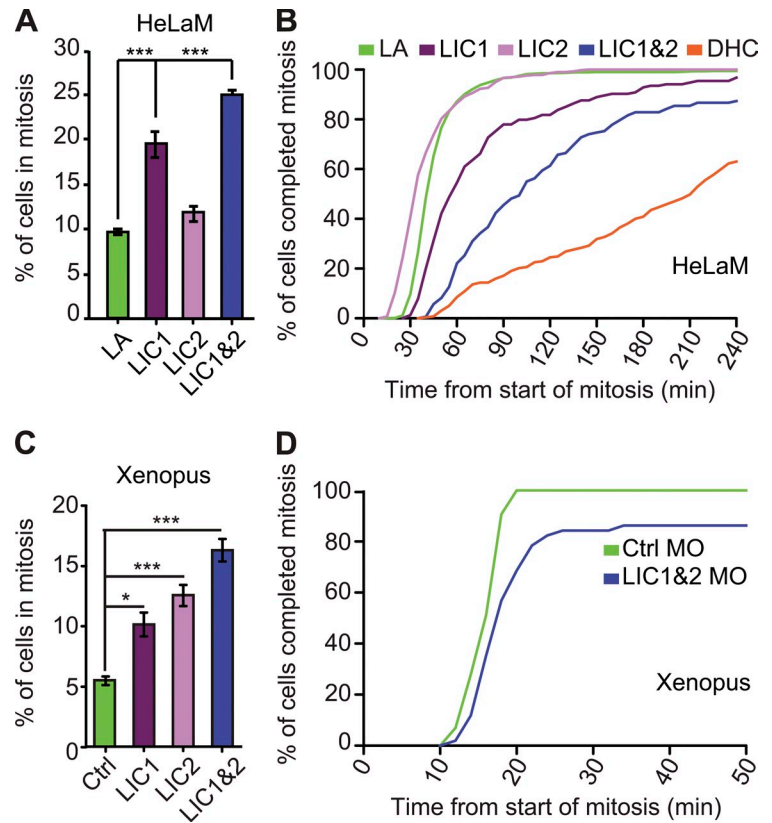 A
HeLaM
*** ***
% of cells in mitosis
30
25
20
15
10
5
0
LA
LIC1
LIC2
LIC1&2
B
LA LIC1 LIC2 LIC1&2 DHC
% of cells completed mitosis
100
80
60
40
20
0
HeLaM
0 30 60 90 120 150 180 210 240
Time from start of mitosis (min)
C
Xenopus
% of cells in mitosis
20
15
10
5
0
***
***
*
Ctrl
LIC1
LIC2
LIC1&2
D
% of cells completed mitosis
100
80
60
40
20
0
Ctrl MO
LIC1&2 MO
Xenopus
0 10 20 30 40 50
Time from start of mitosis (min)